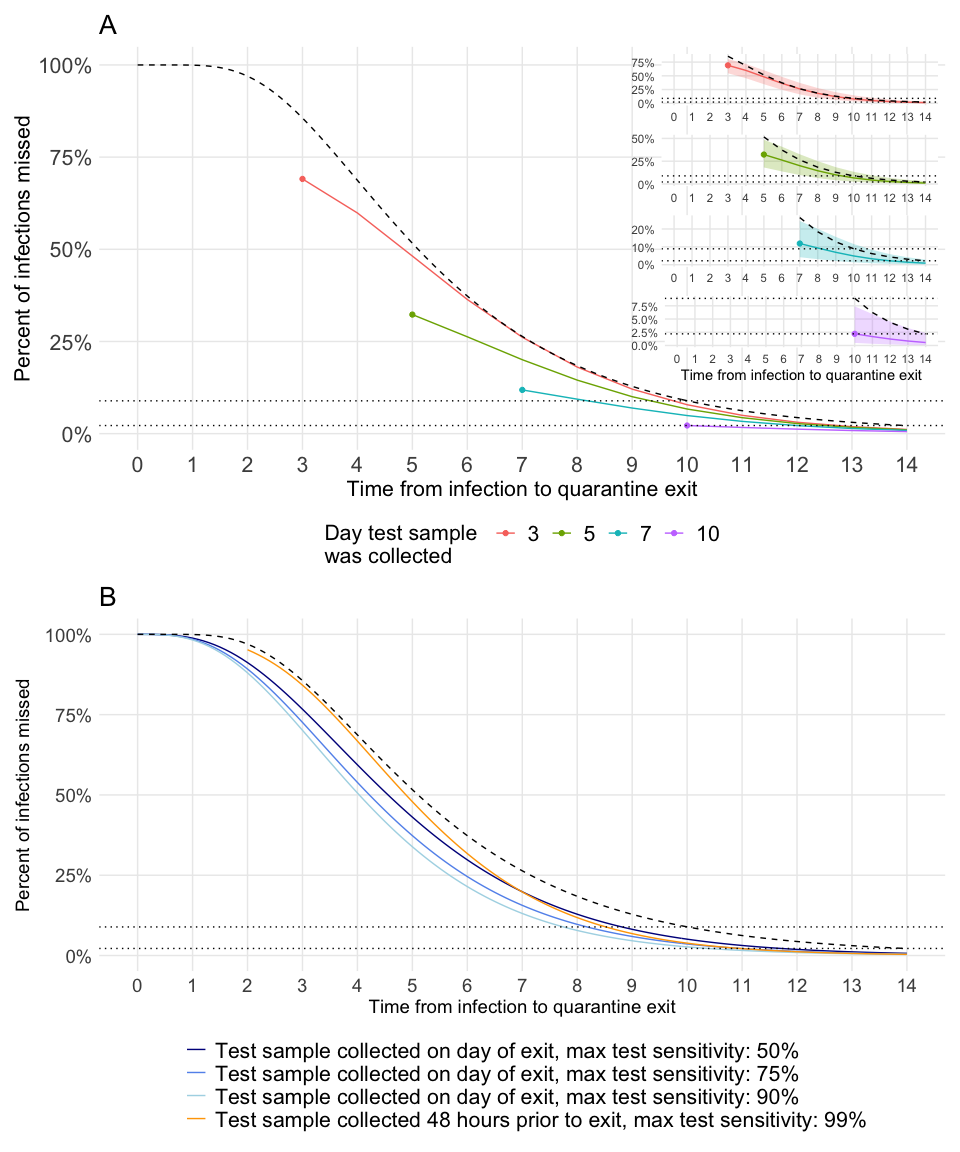 A
Percent of infections missed
100%
75%
50%
25%
0%
0 1 2 3 4 5 6 7 8 9 10 11 12 13 14
Time from infection to quarantine exit
75%
50%
25%
0%
0 1 2 3 4 5 6 7 8 9 10 11 12 13 14
50%
25%
0%
0 1 2 3 4 5 6 7 8 9 10 11 12 13 14
20%
10%
0%
0 1 2 3 4 5 6 7 8 9 10 11 12 13 14
7.5%
5.0%
2.5%
0.0%
0 1 2 3 4 5 6 7 8 9 10 11 12 13 14
Time from infection to quarantine exit
Day test sample
was collected
3 5 7 10
B
Percent of infections missed
100%
75%
50%
25%
0%
0 1 2 3 4 5 6 7 8 9 10 11 12 13 14
Time from infection to quarantine exit
Test sample collected on day of exit, max test sensitivity: 50%
Test sample collected on day of exit, max test sensitivity: 75%
Test sample collected on day of exit, max test sensitivity: 90%
Test sample collected 48 hours prior to exit, max test sensitivity: 99%